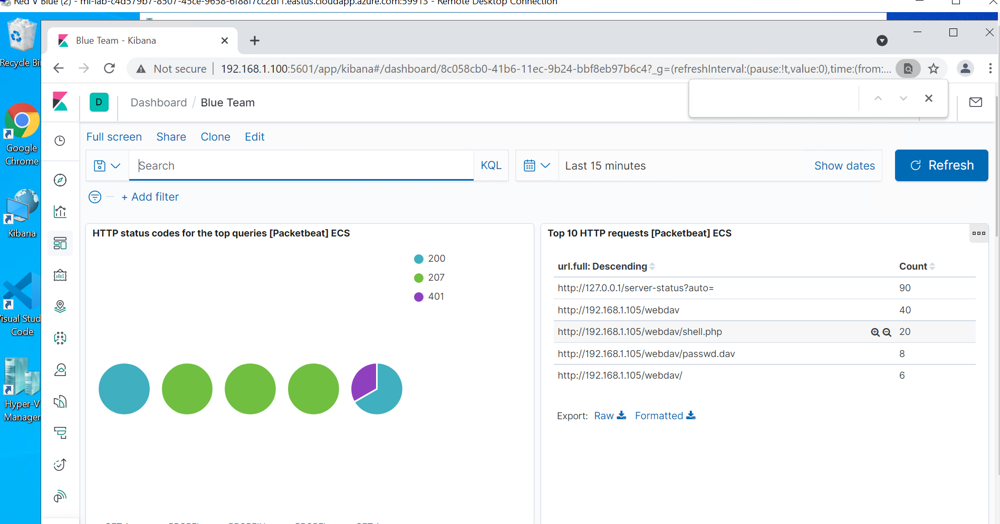 Red V Blue (2) - ml-lab-c4d579b7-8507-45ce-9658-6f88f7cc2df1.eastus.cloudapp.azure.com:59913 - Remote Desktop Connection
Blue Team - Kibana
Not secure
192.168.1.100:5601/app/kibana#/dashboard/8c058cb0-41b6-11ec-9b24-bbf8eb97b6c4?_g=(refreshInterval:(pause:!t,value:0),time:(from:...
D
Dashboard / Blue Team
Full screen Share Clone Edit
Search
KQL
Last 15 minutes
Show dates
Refresh
+ Add filter
HTTP status codes for the top queries [Packetbeat] ECS
200
207
401
Top 10 HTTP requests [Packetbeat] ECS
url.full: Descending Count
http://127.0.0.1/server-status?auto= 90
http://192.168.1.105/webdav 40
http://192.168.1.105/webdav/shell.php 20
http://192.168.1.105/webdav/passwd.dav 8
http://192.168.1.105/webdav/ 6
Export: Raw Formatted
Recycle Bi
Google
Chrome
Kibana
isual Stud
Code
Hyper-V
Manager